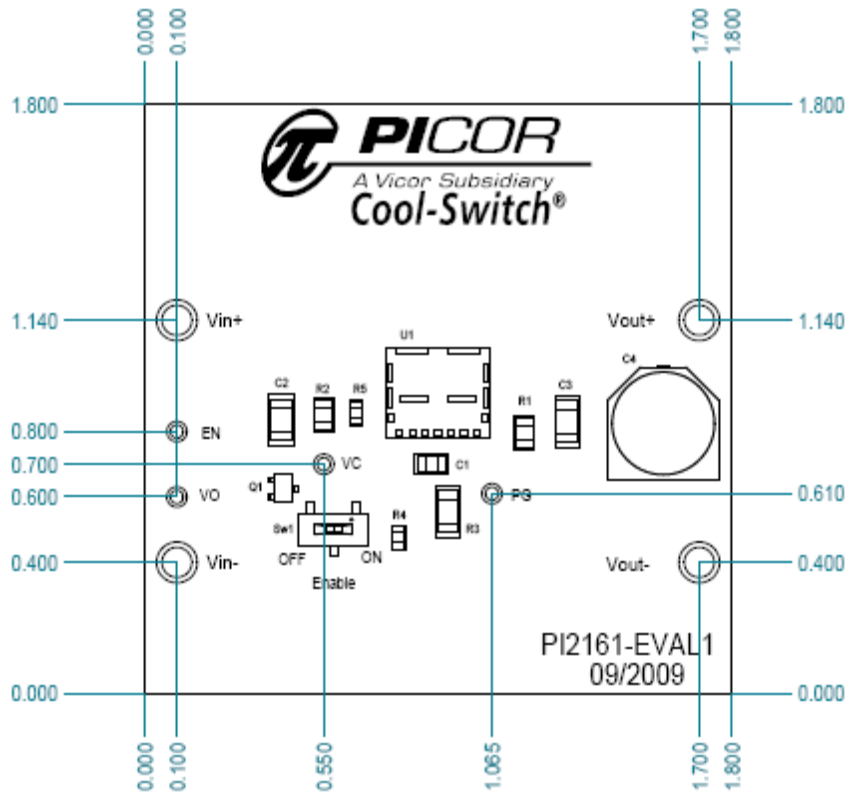 0.000
0.100
1.700
1.800
1.800
1.800
PICOR
A Vicor Subsidiary
Cool-Switch®
1.140
Vin+
Vout+
1.140
U1
C4
C2
R2
R5
R1
C3
0.800
EN
0.700
VC
C1
0.600
Q1
VO
PG
0.610
Sw1
R4
R3
0.400
Vin-
OFF
ON
Vout-
0.400
Enable
PI2161-EVAL1
09/2009
0.000
0.000
0.000
0.100
0.550
1.065
1.700
1.800